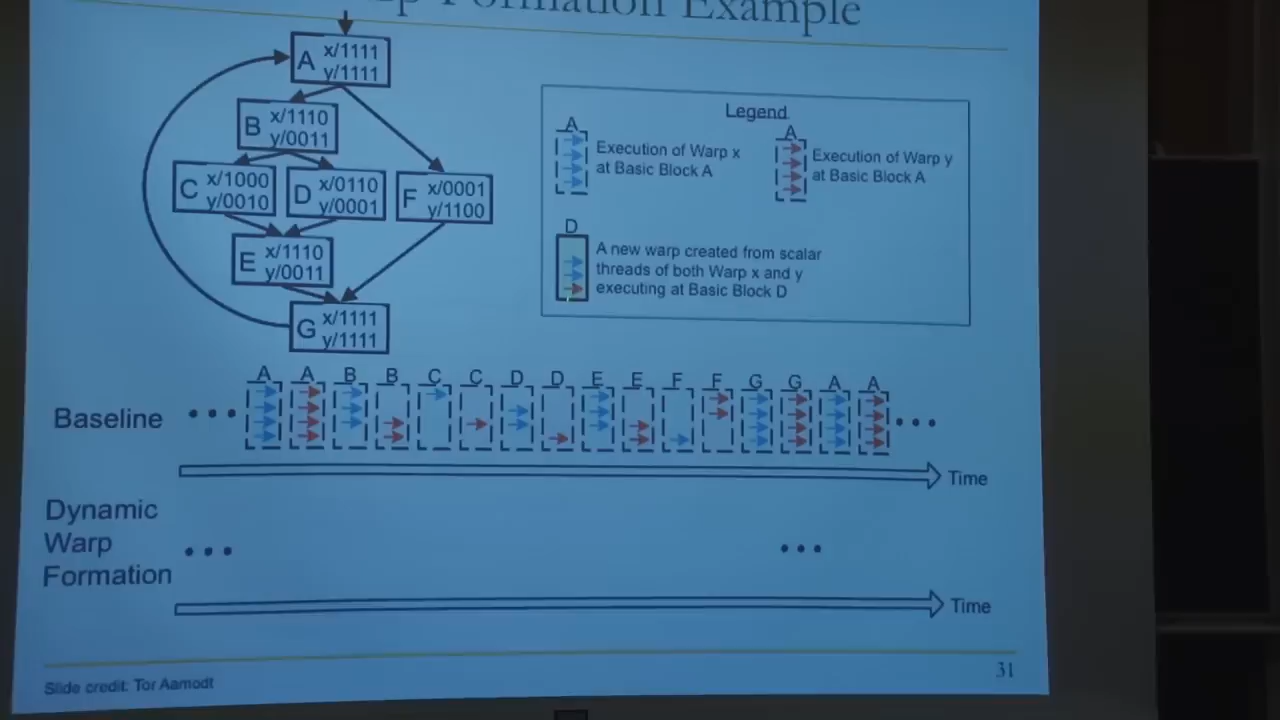 Formation Example
A x/1111
y/1111
B x/1110
y/0011
C x/1000
y/0010
D x/0110
y/0001
F x/0001
y/1100
E x/1110
y/0011
G x/1111
y/1111
Legend
A
Execution of Warp x
at Basic Block A
A
Execution of Warp y
at Basic Block A
D
A new warp created from scalar
threads of both Warp x and y
executing at Basic Block D
A A B B C C D D E E F F G G A A
Baseline
Time
Dynamic
Warp
Formation
Time
Slide credit: Tor Aamodt
31